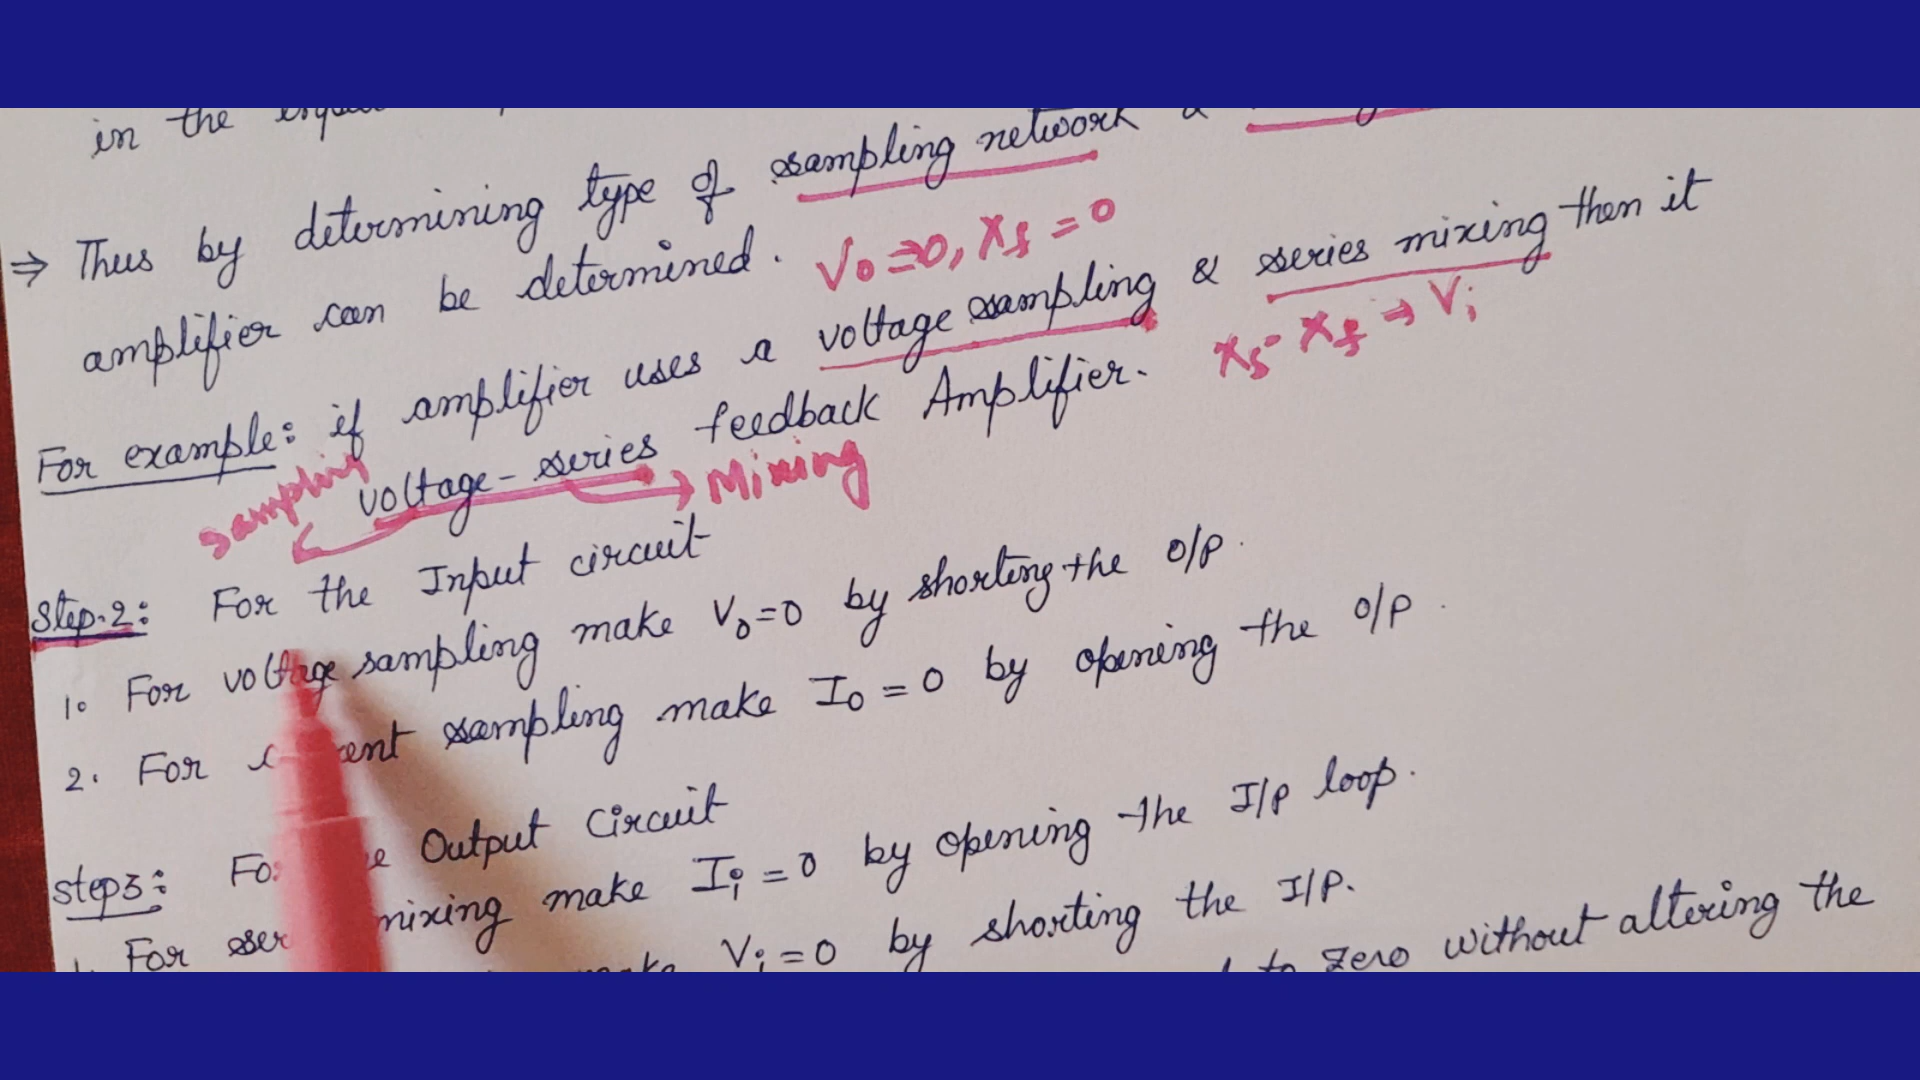 in the
⇒ Thus by determining type of sampling network &
amplifier can be determined. Vo ⇒ 0, Xf = 0
For example: if amplifier uses a voltage sampling & series mixing then it
voltage - series feedback Amplifier. Xs - Xf ⇒ Vi
sampling Mixing
Step.2: For the Input circuit
1. For voltage sampling make Vo=0 by shorting the O/P.
2. For sampling make Io = 0 by opening the O/P.
step3: Output Circuit
For mixing make Ii = 0 by opening the I/P loop.
Vi = 0 by shorting the I/P.
to zero without altering the